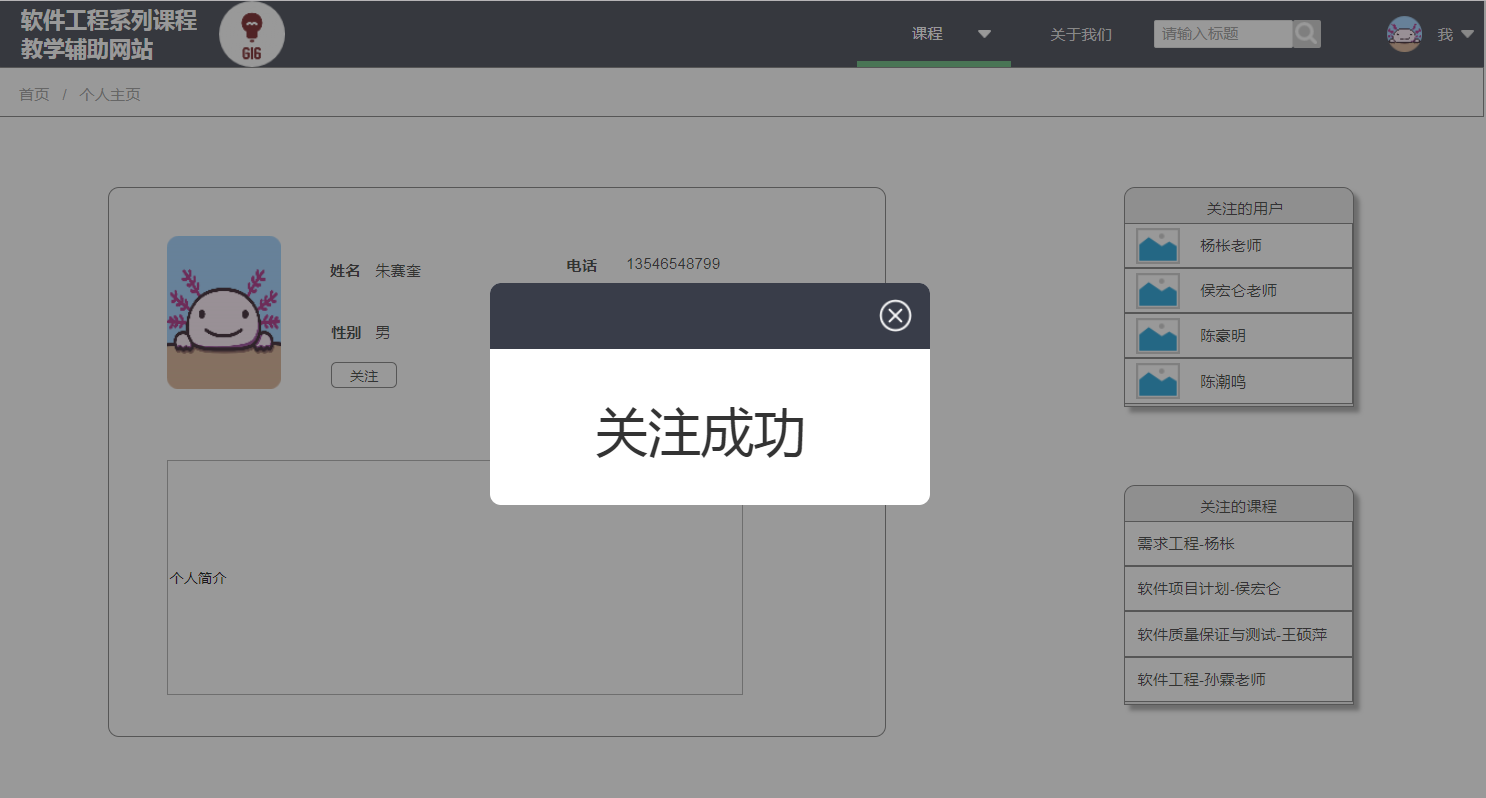 软件工程系列课程
教学辅助网站
G16
课程
关于我们
请输入标题
我
首页 / 个人主页
姓名 朱赛奎
电话 13546548799
性别 男
关注
关注成功
个人简介
关注的用户
杨枨老师
侯宏仑老师
陈豪明
陈潮鸣
关注的课程
需求工程-杨枨
软件项目计划-侯宏仑
软件质量保证与测试-王硕萍
软件工程-孙霖老师